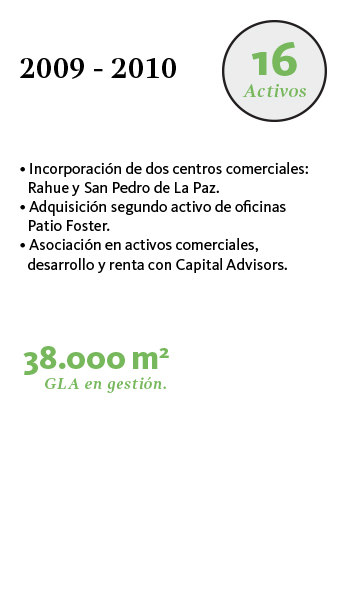 2009 - 2010
16
Activos
• Incorporación de dos centros comerciales:
Rahue y San Pedro de La Paz.
• Adquisición segundo activo de oficinas
Patio Foster.
• Asociación en activos comerciales,
desarrollo y renta con Capital Advisors.
38.000 m²
GLA en gestión.